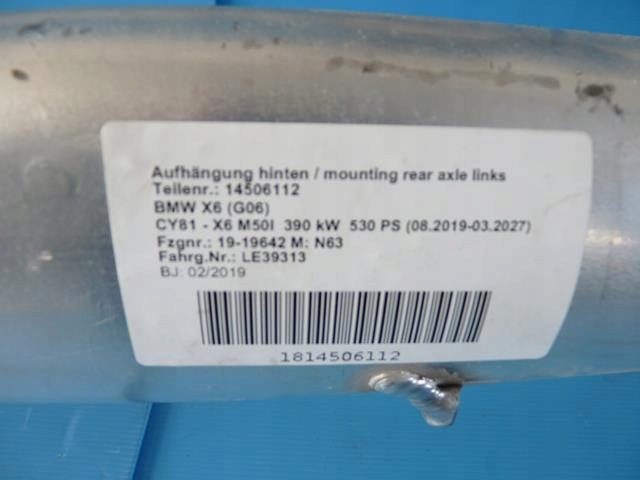 Aufhängung hinten / mounting rear axle links
Teilenr.: 14506112
BMW X6 (G06)
CY81 - X6 M50I 390 kW 530 PS (08.2019-03.2027)
Fzgnr.: 19-19642 M: N63
Fahrg.Nr.: LE39313
BJ: 02/2019
1814506112